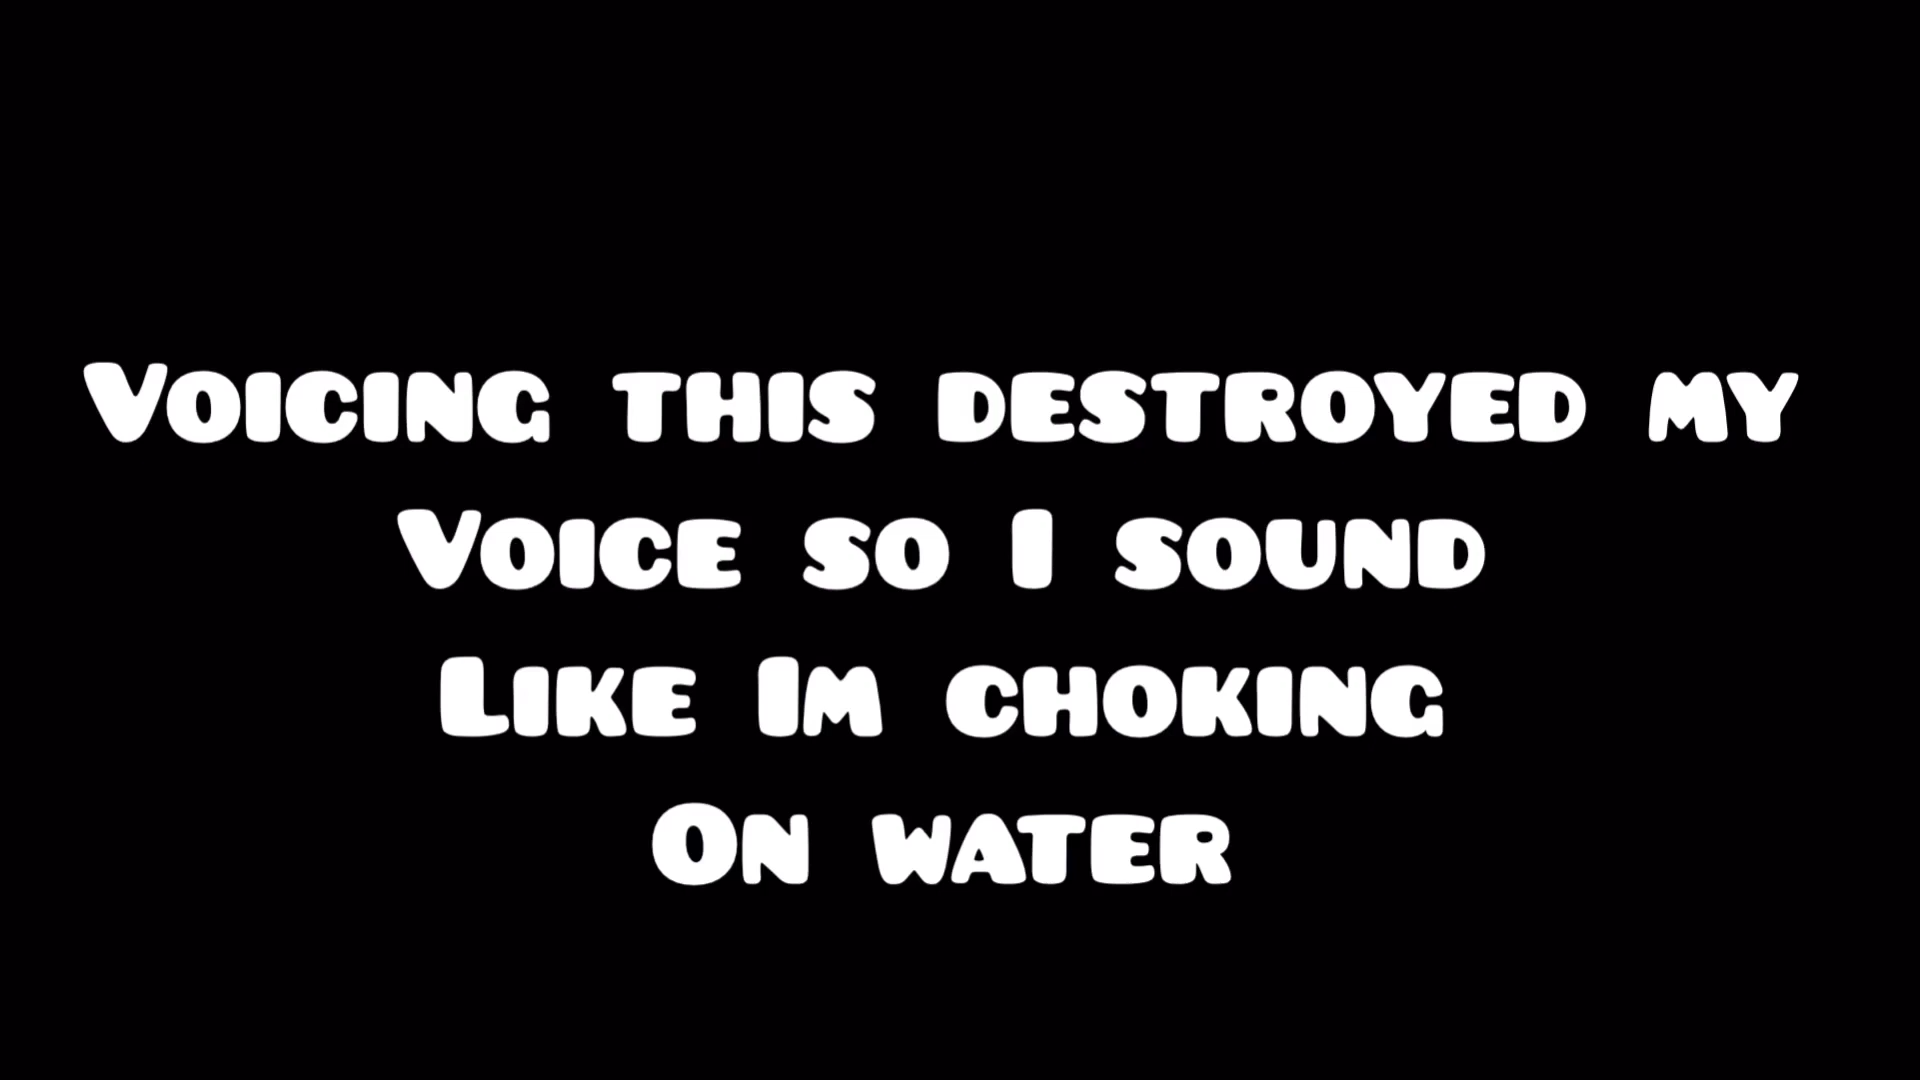 Voicing this destroyed my
Voice so I sound
Like Im choking
On water